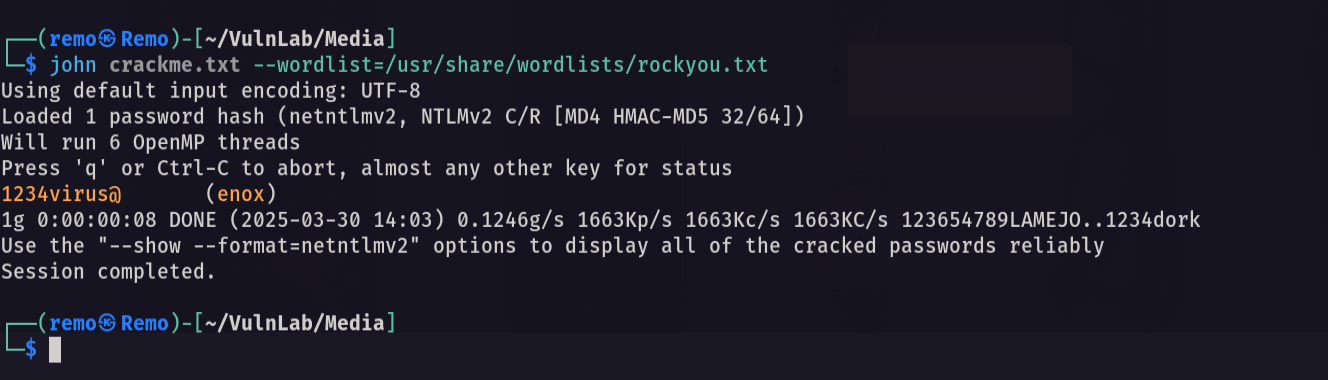 ┌──(remo㉿Remo)-[~/VulnLab/Media]
└─$ john crackme.txt --wordlist=/usr/share/wordlists/rockyou.txt
Using default input encoding: UTF-8
Loaded 1 password hash (netntlmv2, NTLMv2 C/R [MD4 HMAC-MD5 32/64])
Will run 6 OpenMP threads
Press 'q' or Ctrl-C to abort, almost any other key for status
1234virus@       (enox)
1g 0:00:00:08 DONE (2025-03-30 14:03) 0.1246g/s 1663Kp/s 1663Kc/s 1663KC/s 123654789LAMEJO..1234dork
Use the "--show --format=netntlmv2" options to display all of the cracked passwords reliably
Session completed.
┌──(remo㉿Remo)-[~/VulnLab/Media]
└─$